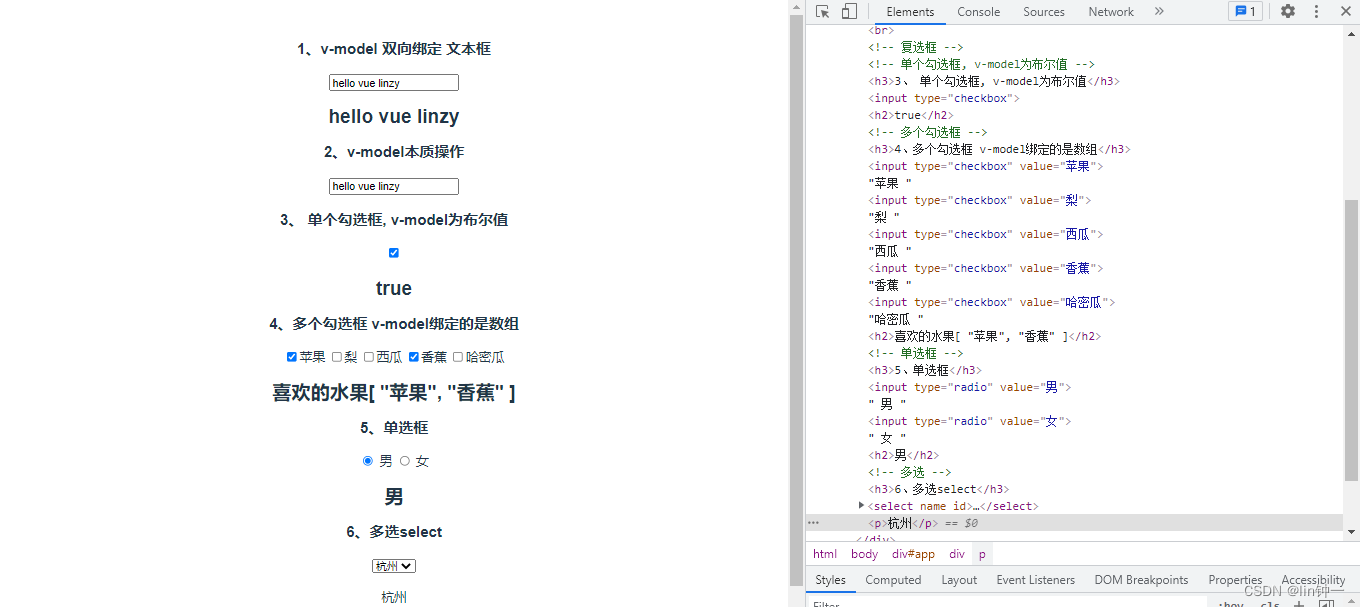 1、v-model 双向绑定 文本框
hello vue linzy
hello vue linzy
2、v-model本质操作
hello vue linzy
3、 单个勾选框, v-model为布尔值
true
4、多个勾选框 v-model绑定的是数组
苹果 梨 西瓜 香蕉 哈密瓜
喜欢的水果[ "苹果", "香蕉" ]
5、单选框
男 女
男
6、多选select
杭州
杭州
Elements Console Sources Network » 1
<br>
<!-- 复选框 -->
<!-- 单个勾选框, v-model为布尔值 -->
<h3>3、 单个勾选框, v-model为布尔值</h3>
<input type="checkbox">
<h2>true</h2>
<!-- 多个勾选框 -->
<h3>4、多个勾选框 v-model绑定的是数组</h3>
<input type="checkbox" value="苹果">
"苹果 "
<input type="checkbox" value="梨">
"梨 "
<input type="checkbox" value="西瓜">
"西瓜 "
<input type="checkbox" value="香蕉">
"香蕉 "
<input type="checkbox" value="哈密瓜">
"哈密瓜 "
<h2>喜欢的水果[ "苹果", "香蕉" ]</h2>
<!-- 单选框 -->
<h3>5、单选框</h3>
<input type="radio" value="男">
" 男 "
<input type="radio" value="女">
" 女 "
<h2>男</h2>
<!-- 多选 -->
<h3>6、多选select</h3>
<select name id>…</select>
<p>杭州</p> == $0
</div>
html body div#app div p
Styles Computed Layout Event Listeners DOM Breakpoints Properties Accessibility
Filter :hov .cls
CSDN @lin钟一